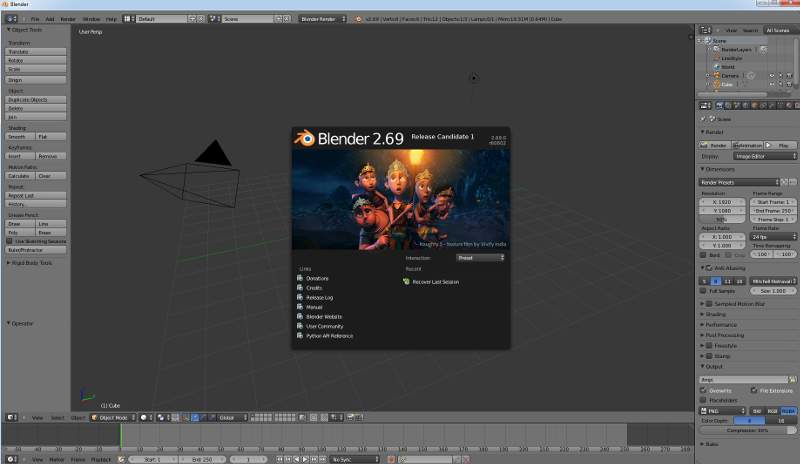 Blender
File Add Render Window Help Default Scene Blender Render v2.69 | Verts:8 | Faces:6 | Tris:12 | Objects:1/3 | Lamps:0/1 | Mem:10.31M (0.64M) | Cube
View Search All Scenes
Object Tools
Transform:
Translate
Rotate
Scale
Origin
Object:
Duplicate Objects
Delete
Join
Shading:
Smooth Flat
Keyframes:
Insert Remove
Motion Paths:
Calculate Clear
Repeat:
Repeat Last
History...
Grease Pencil:
Draw Line
Poly Erase
Use Sketching Sessions
Ruler/Protractor
Rigid Body Tools
Operator
User Persp
(1) Cube
Blender 2.69 Release Candidate 1
2.69.0
r60802
feature film by Vivify India
Interaction: Preset
Links
Donations
Credits
Release Log
Manual
Blender Website
User Community
Python API Reference
Recent
Recover Last Session
Scene
RenderLayers
LineStyle
World
Camera
Cube
Scene
Render
Render Animation Play
Display: Image Editor
Dimensions
Render Presets
Resolution: Frame Range:
X: 1920 Start Frame: 1
Y: 1080 End Frame: 250
50% Frame Step: 1
Aspect Ratio: Frame Rate:
X: 1.000 24 fps
Y: 1.000 Time Remapping:
Bord Crop :100 :100
Anti-Aliasing
5 8 11 16 Mitchell-Netravali
Full Sample Size: 1.000
Sampled Motion Blur
Shading
Performance
Post Processing
Freestyle
Stamp
Output
/tmp\
Overwrite File Extensions
Placeholders
PNG BW RGB RGBA
Color Depth: 8 16
Compression: 90%
Bake
View Select Object Object Mode Global
View Marker Frame Playback Start: 1 End: 250 1 No Sync